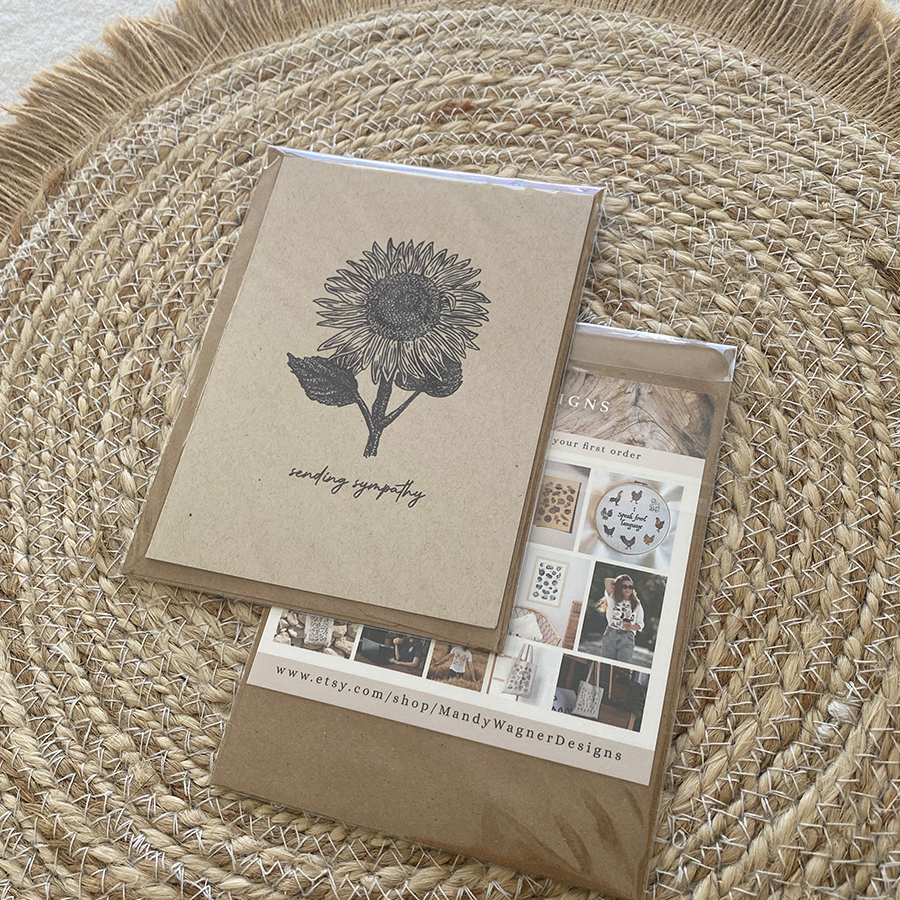 sending sympathy
IGNS
your first order
I
Speak fowl
language
www.etsy.com/shop/MandyWagnerDesigns